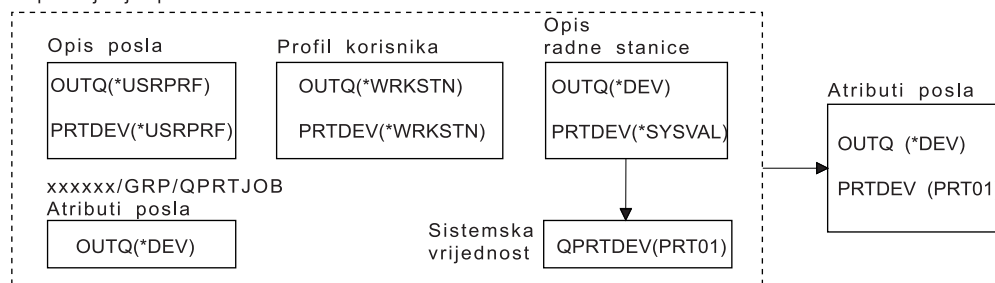 Opis posla
OUTQ(*USRPRF)
PRTDEV(*USRPRF)
Profil korisnika
OUTQ(*WRKSTN)
PRTDEV(*WRKSTN)
Opis
radne stanice
OUTQ(*DEV)
PRTDEV(*SYSVAL)
xxxxxx/GRP/QPRTJOB
Atributi posla
OUTQ(*DEV)
Sistemska
vrijednost
QPRTDEV(PRT01)
Atributi posla
OUTQ (*DEV)
PRTDEV (PRT01